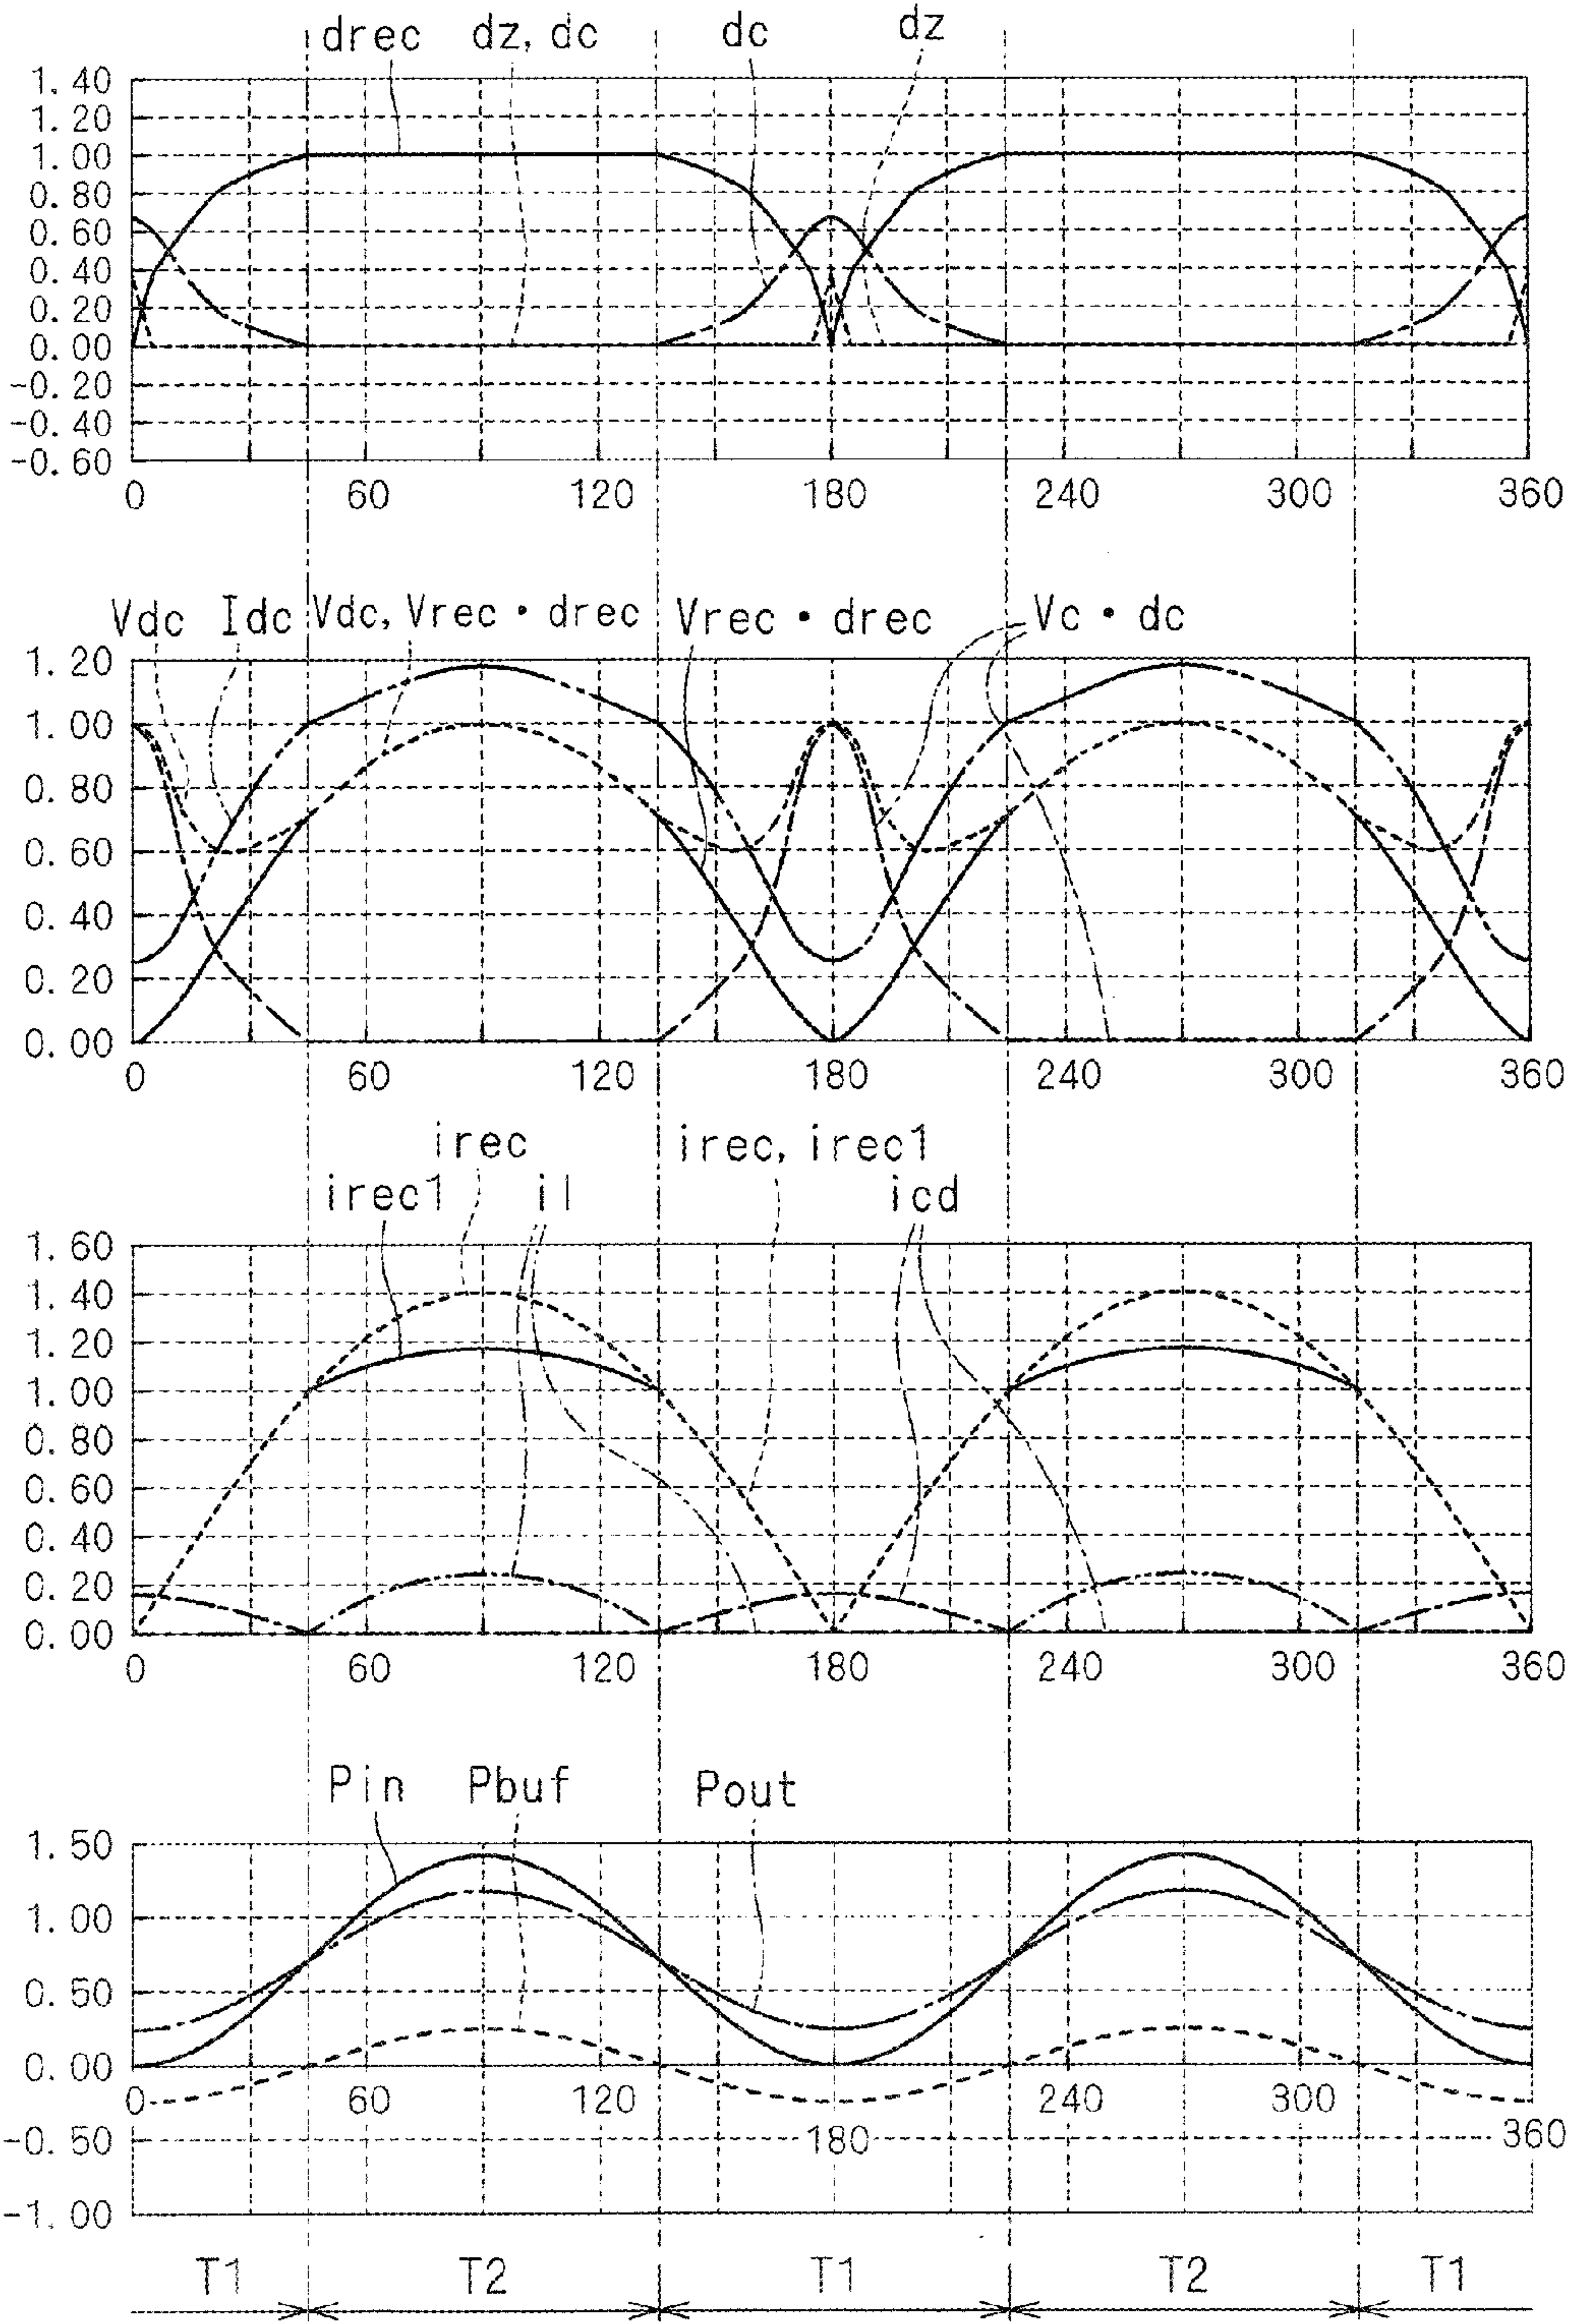 drec dz, dc dc dz
1. 40
1. 20
1. 00
0. 80
0. 60
0. 40
0. 20
0. 00
-0. 20
-0. 40
-0. 60
0 60 120 180 240 300 360
Vdc Idc Vdc, Vrec・drec Vrec・drec Vc・dc
1. 20
1. 00
0. 80
0. 60
0. 40
0. 20
0. 00
0 60 120 180 240 300 360
irec irec, irec1
irec1 il icd
1. 60
1. 40
1. 20
1. 00
0. 80
0. 60
0. 40
0. 20
0. 00
0 60 120 180 240 300 360
Pin Pbuf Pout
1. 50
1. 00
0. 50
0. 00
0 60 120 240 300
-0. 50 180 360
-1. 00
T1 T2 T1 T2 T1